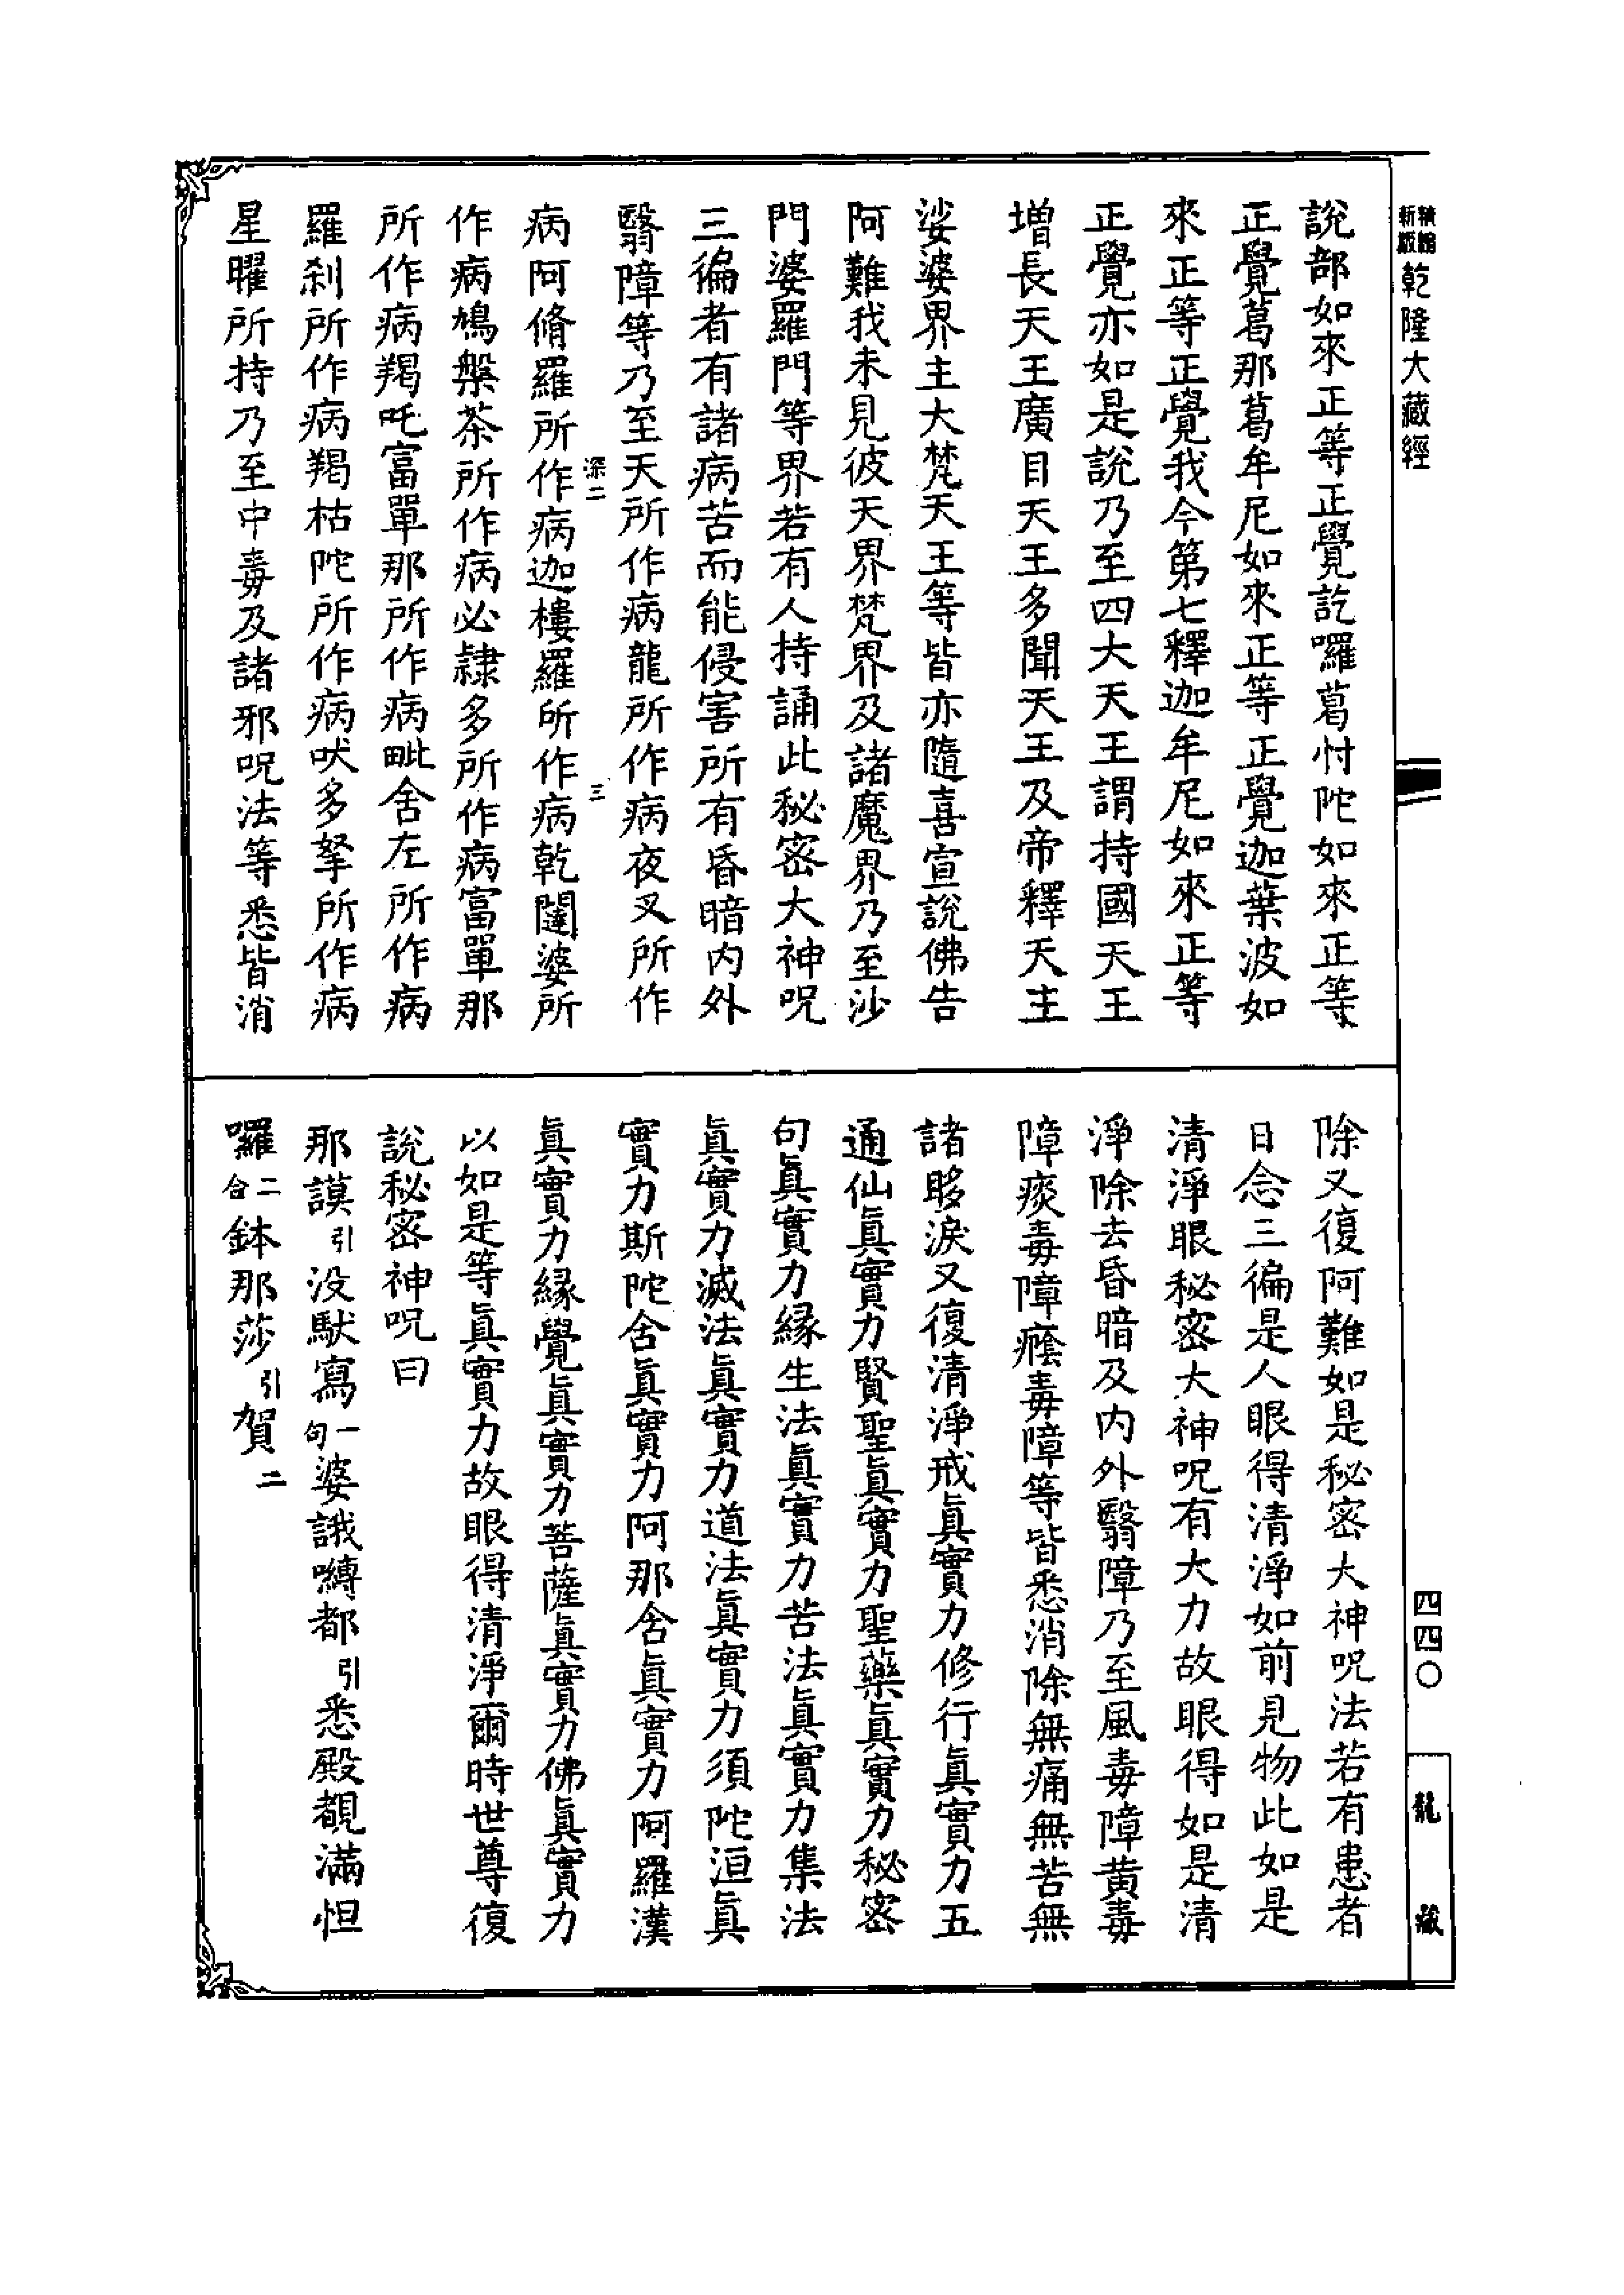 精縮新版乾隆大藏經
說部如來正等正覺訖囉葛忖陀如來正等
正覺葛那葛牟尼如來正等正覺迦葉波如
來正等正覺我今第七釋迦牟尼如來正等
正覺亦如是說乃至四大天王謂持國天王
增長天王廣目天王多聞天王及帝釋天主
娑婆界主大梵天王等皆亦隨喜宣說佛告
阿難我未見彼天界梵界及諸魔界乃至沙
門婆羅門等界若有人持誦此秘密大神呪
三徧者有諸病苦而能侵害所有昏暗内外
翳障等乃至天所作病龍所作病夜叉所作
深二
三
病阿脩羅所作病迦樓羅所作病乾闥婆所
作病鳩槃茶所作病必隷多所作病富單那
所作病羯吒富單那所作病毗舍左所作病
羅刹所作病羯枯陀所作病吠多拏所作病
星曜所持乃至中毒及諸邪呪法等悉皆消
除又復阿難如是秘密大神呪法若有患者
日念三徧是人眼得清淨如前見物此如是
清淨眼秘密大神呪有大力故眼得如是清
淨除去昏暗及内外翳障乃至風毒障黄毒
障痰毒障癊毒障等皆悉消除無痛無苦無
諸眵淚又復清淨戒眞實力修行眞實力五
通仙眞實力賢聖眞實力聖藥眞實力秘密
句眞實力緣生法眞實力苦法眞實力集法
眞實力滅法眞實力道法眞實力須陀洹眞
實力斯陀含眞實力阿那含眞實力阿羅漢
眞實力緣覺眞實力菩薩眞實力佛眞實力
以如是等眞實力故眼得清淨爾時世尊復
說秘密神呪曰
那謨引没馱寫一句婆誐嚩都引悉殿覩滿怛
囉二合鉢那莎引賀二
四四〇
龍藏